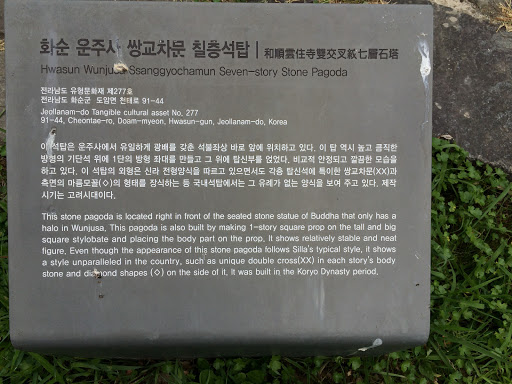 화순 운주사 쌍교차문 칠층석탑 | 和順雲住寺雙交叉紋七層石塔
Hwasun Wunjusa Ssanggyochamun Seven-story Stone Pagoda
전라남도 유형문화재 제277호
전라남도 화순군 도암면 천태로 91-44
Jeollanam-do Tangible cultural asset No. 277
91-44, Cheontae-ro, Doam-myeon, Hwasun-gun, Jeollanam-do, Korea
이 석탑은 운주사에서 유일하게 광배를 갖춘 석불좌상 바로 앞에 위치하고 있다. 이 탑 역시 높고 큼직한
방형의 기단석 위에 1단의 방형 좌대를 만들고 그 위에 탑신부를 얹었다. 비교적 안정되고 깔끔한 모습을
하고 있다. 이 석탑의 외형은 신라 전형양식을 따르고 있으면서도 각층 탑신석에 특이한 쌍교차문(XX)과
측면의 마름모꼴(◇)의 형태를 장식하는 등 국내석탑에서는 그 유례가 없는 양식을 보여 주고 있다. 제작
시기는 고려시대이다.
This stone pagoda is located right in front of the seated stone statue of Buddha that only has a
halo in Wunjusa. This pagoda is also built by making 1-story square prop on the tall and big
square stylobate and placing the body part on the prop. It shows relatively stable and neat
figure. Even though the appearance of this stone pagoda follows Silla's typical style, it shows
a style unparalleled in the country, such as unique double cross(XX) in each story's body
stone and diamond shapes (◇) on the side of it. It was built in the Koryo Dynasty period.